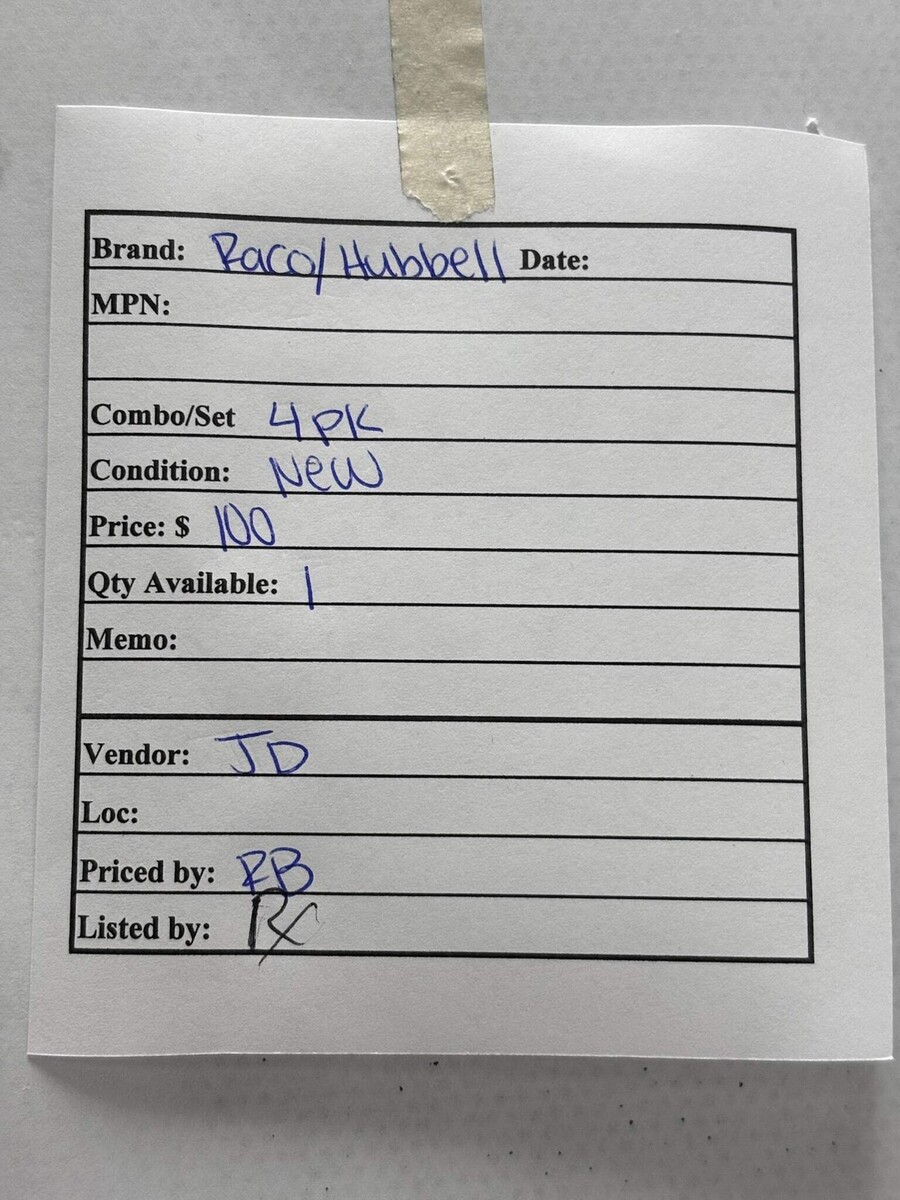 Brand: Raco/Hubbell Date:
MPN:
Combo/Set 4pk
Condition: New
Price: $ 100
Qty Available: 1
Memo:
Vendor: JD
Loc:
Priced by: RB
Listed by: Rx